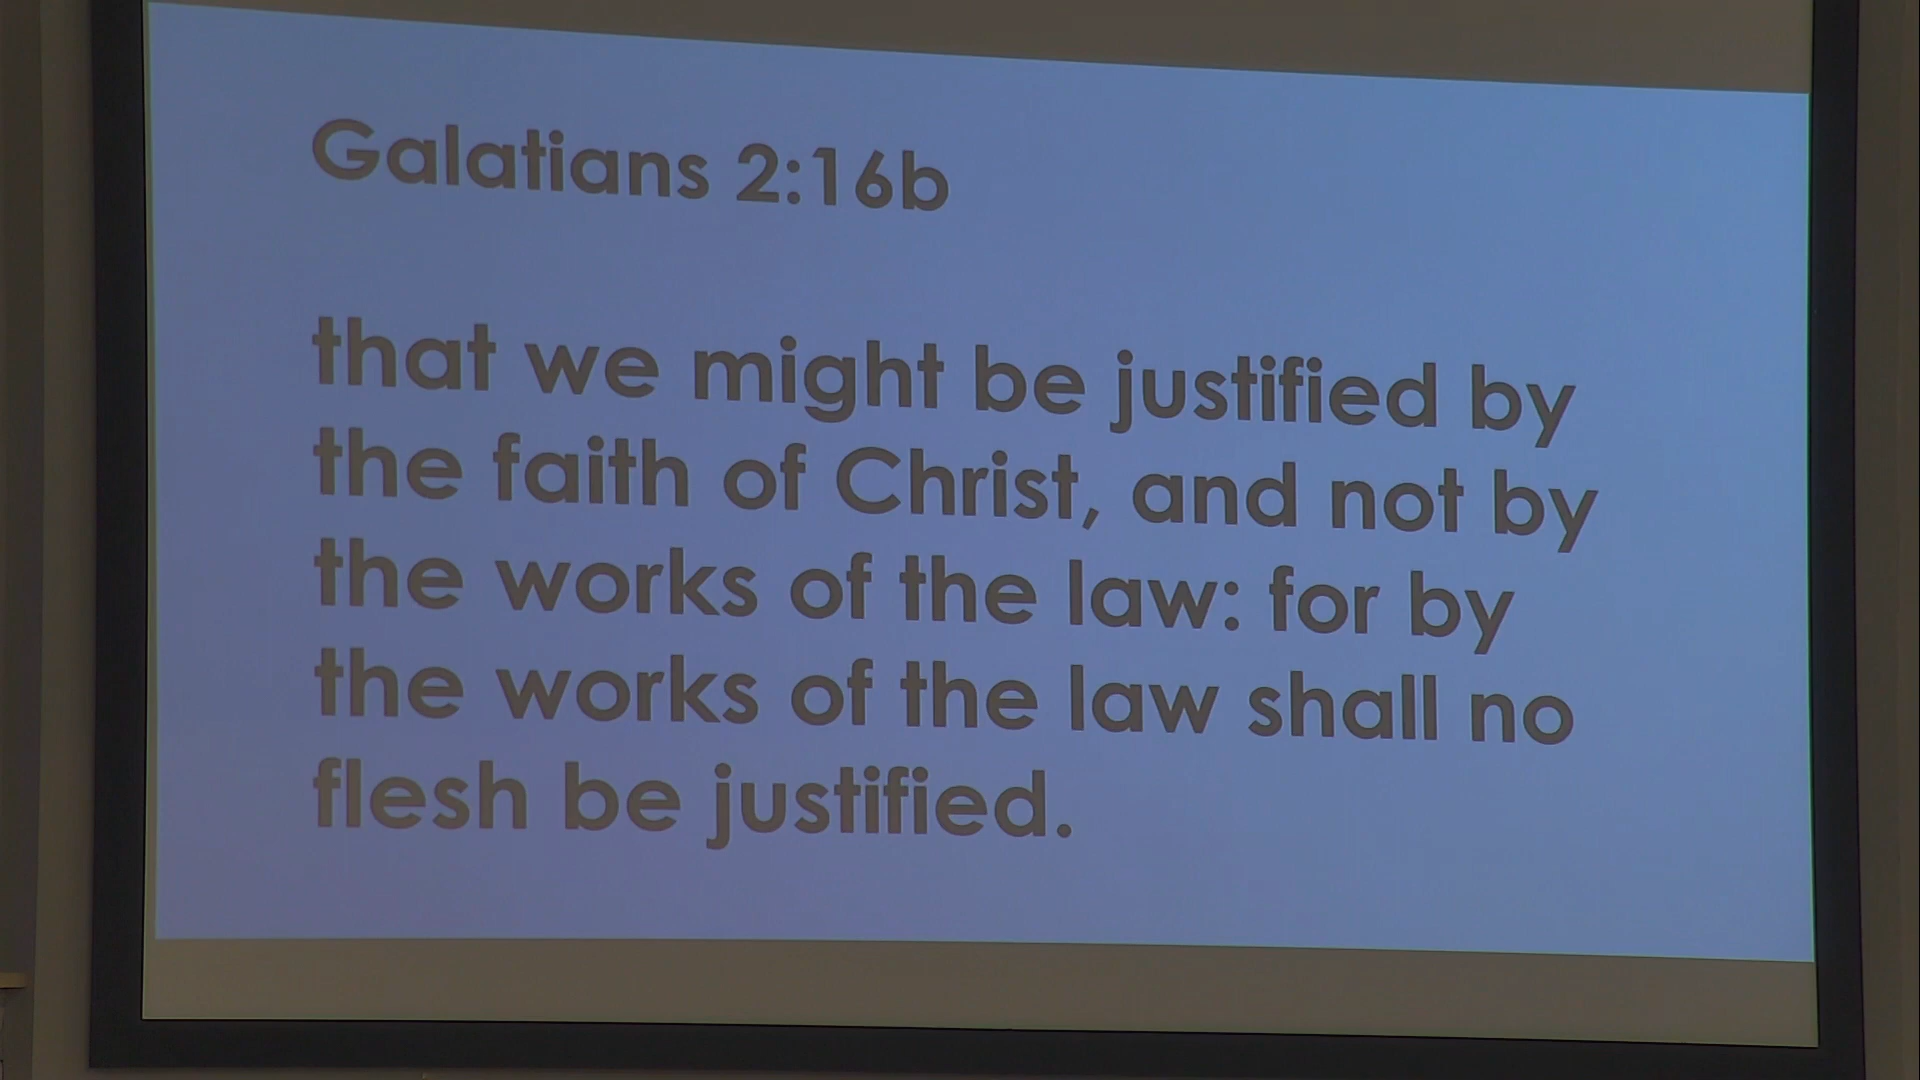 Galatians 2:16b
that we might be justified by
the faith of Christ, and not by
the works of the law: for by
the works of the law shall no
flesh be justified.